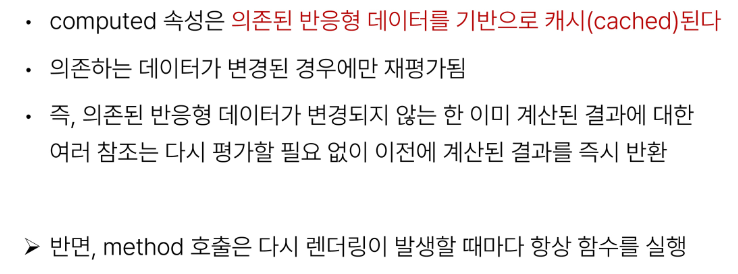 • computed 속성은 의존된 반응형 데이터를 기반으로 캐시(cached)된다
• 의존하는 데이터가 변경된 경우에만 재평가됨
• 즉, 의존된 반응형 데이터가 변경되지 않는 한 이미 계산된 결과에 대한
여러 참조는 다시 평가할 필요 없이 이전에 계산된 결과를 즉시 반환
➢ 반면, method 호출은 다시 렌더링이 발생할 때마다 항상 함수를 실행